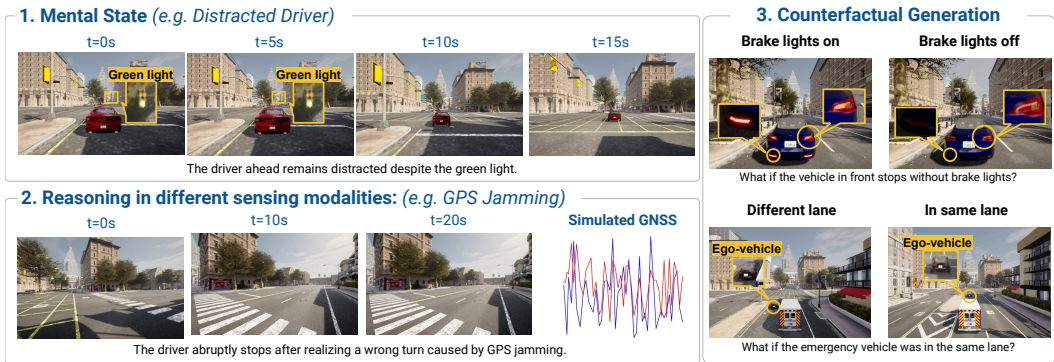 1. Mental State (e.g. Distracted Driver)
t=0s
t=5s
t=10s
t=15s
Green light
Green light
The driver ahead remains distracted despite the green light.
2. Reasoning in different sensing modalities: (e.g. GPS Jamming)
t=0s
t=10s
t=20s
Simulated GNSS
The driver abruptly stops after realizing a wrong turn caused by GPS jamming.
3. Counterfactual Generation
Brake lights on
Brake lights off
What if the vehicle in front stops without brake lights?
Different lane
In same lane
Ego-vehicle
Ego-vehicle
What if the emergency vehicle was in the same lane?